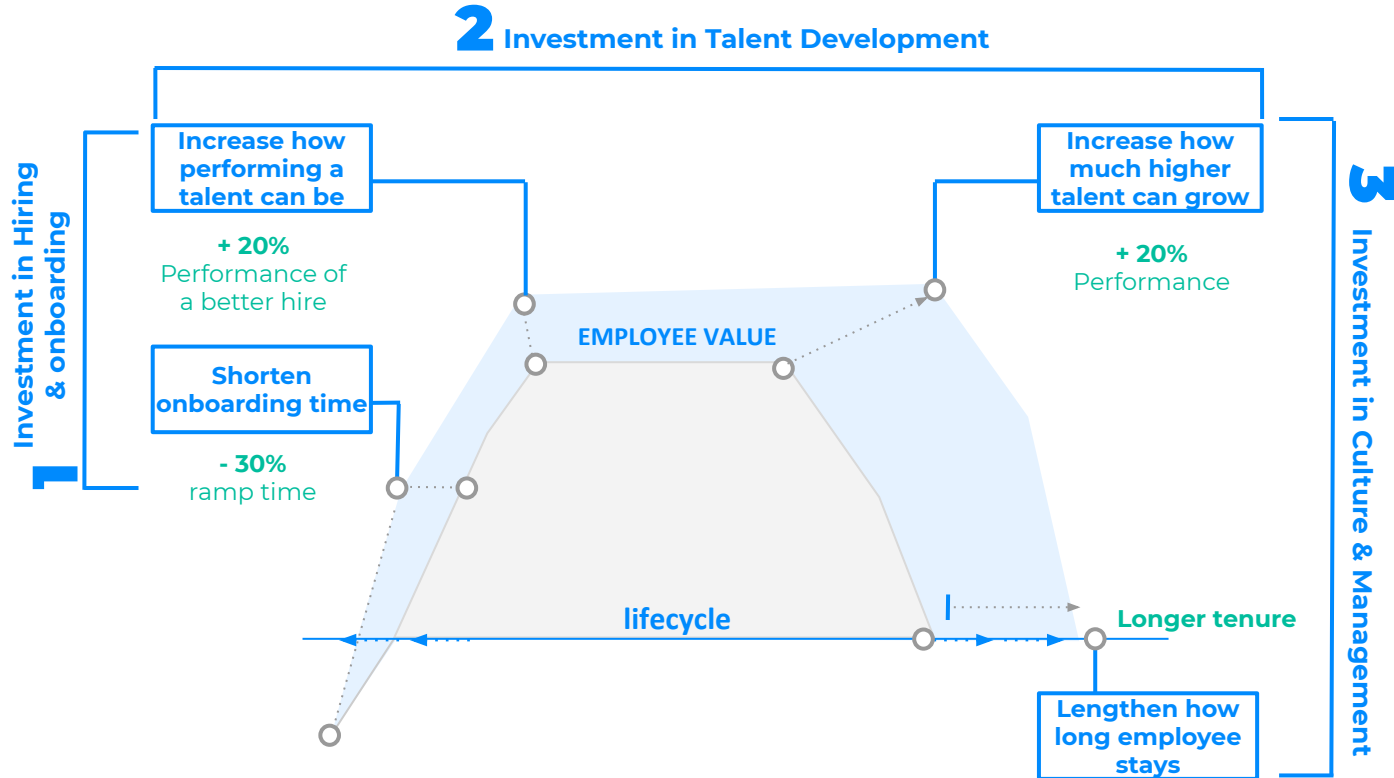 2 Investment in Talent Development
1
Investment in Hiring
& onboarding
Increase how
performing a
talent can be
+ 20%
Performance of
a better hire
Shorten
onboarding time
- 30%
ramp time
EMPLOYEE VALUE
lifecycle
Increase how
much higher
talent can grow
+ 20%
Performance
Longer tenure
Lengthen how
long employee
stays
3
Investment in Culture & Management